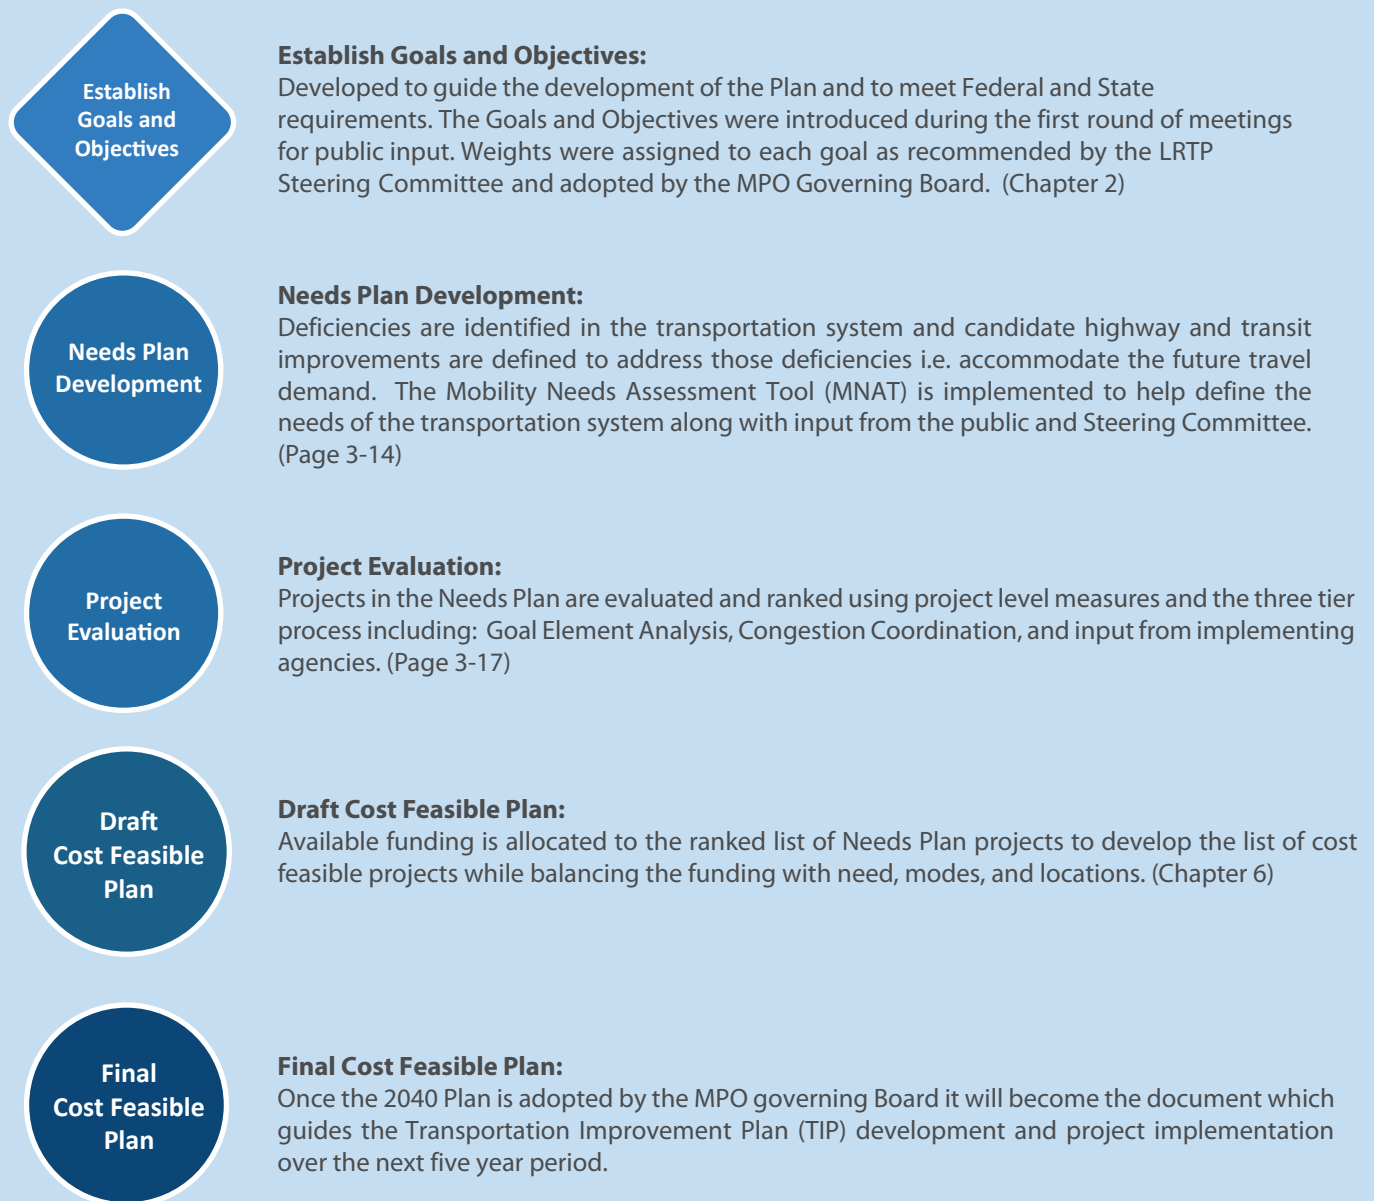 Establish
Goals and
Objectives
Establish Goals and Objectives:
Developed to guide the development of the Plan and to meet Federal and State
requirements. The Goals and Objectives were introduced during the first round of meetings
for public input. Weights were assigned to each goal as recommended by the LRTP
Steering Committee and adopted by the MPO Governing Board.  (Chapter 2)
Needs Plan
Development
Needs Plan Development:
Deficiencies are identified in the transportation system and candidate highway and transit
improvements are defined to address those deficiencies i.e. accommodate the future travel
demand.  The Mobility Needs Assessment Tool (MNAT) is implemented to help define the
needs of the transportation system along with input from the public and Steering Committee.
(Page 3-14)
Project
Evaluation
Project Evaluation:
Projects in the Needs Plan are evaluated and ranked using project level measures and the three tier
process including:  Goal Element Analysis, Congestion Coordination, and input from implementing
agencies. (Page 3-17)
Draft
Cost Feasible
Plan
Draft Cost Feasible Plan:
Available funding is allocated to the ranked list of Needs Plan projects to develop the list of cost
feasible projects while balancing the funding with need, modes, and locations. (Chapter 6)
Final
Cost Feasible
Plan
Final Cost Feasible Plan:
Once the 2040 Plan is adopted by the MPO governing Board it will become the document which
guides the Transportation Improvement Plan (TIP) development and project implementation
over the next five year period.